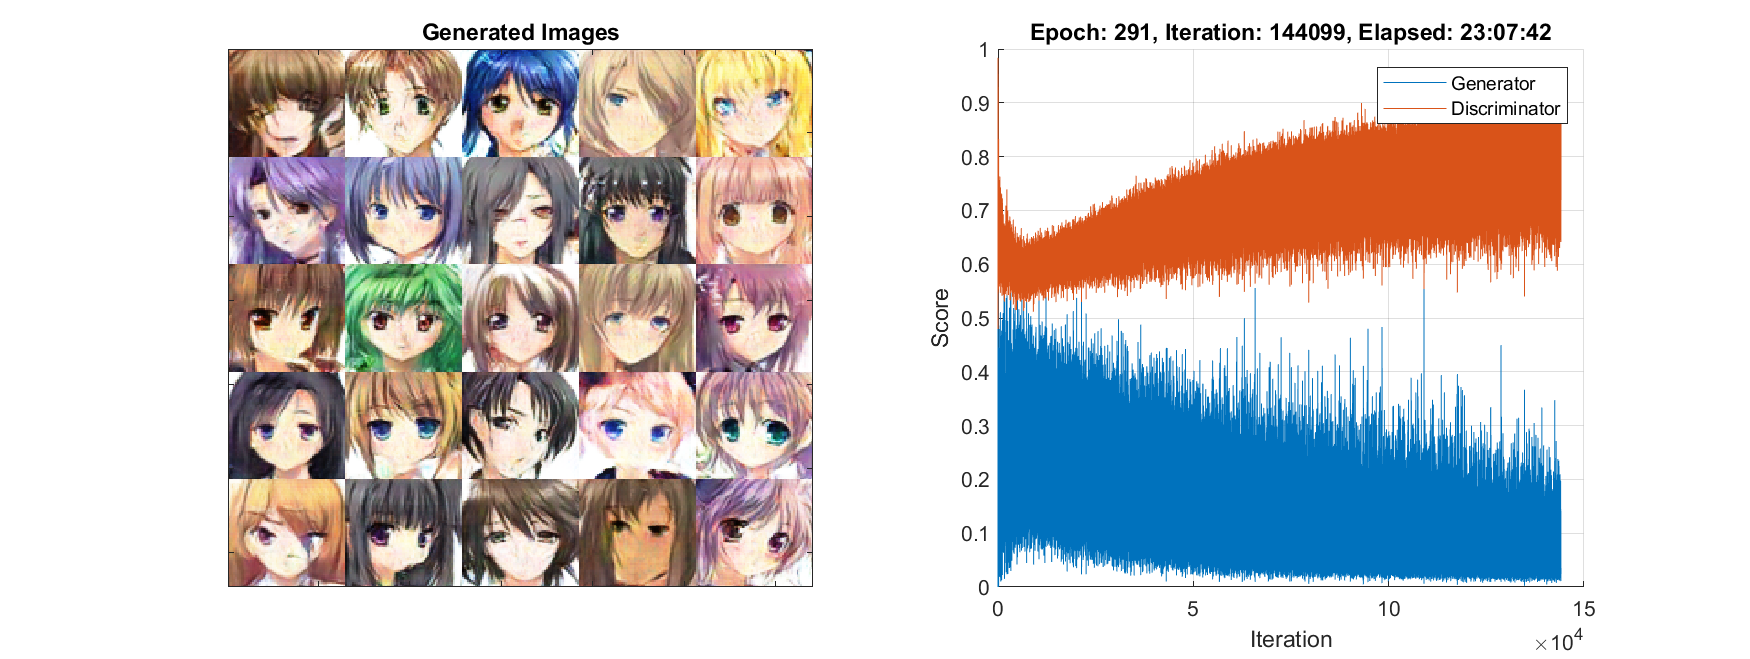 Generated Images
Epoch: 291, Iteration: 144099, Elapsed: 23:07:42
1
0.9
0.8
0.7
0.6
0.5
0.4
0.3
0.2
0.1
0
Score
Generator
Discriminator
0
5
10
15
Iteration
×10^4